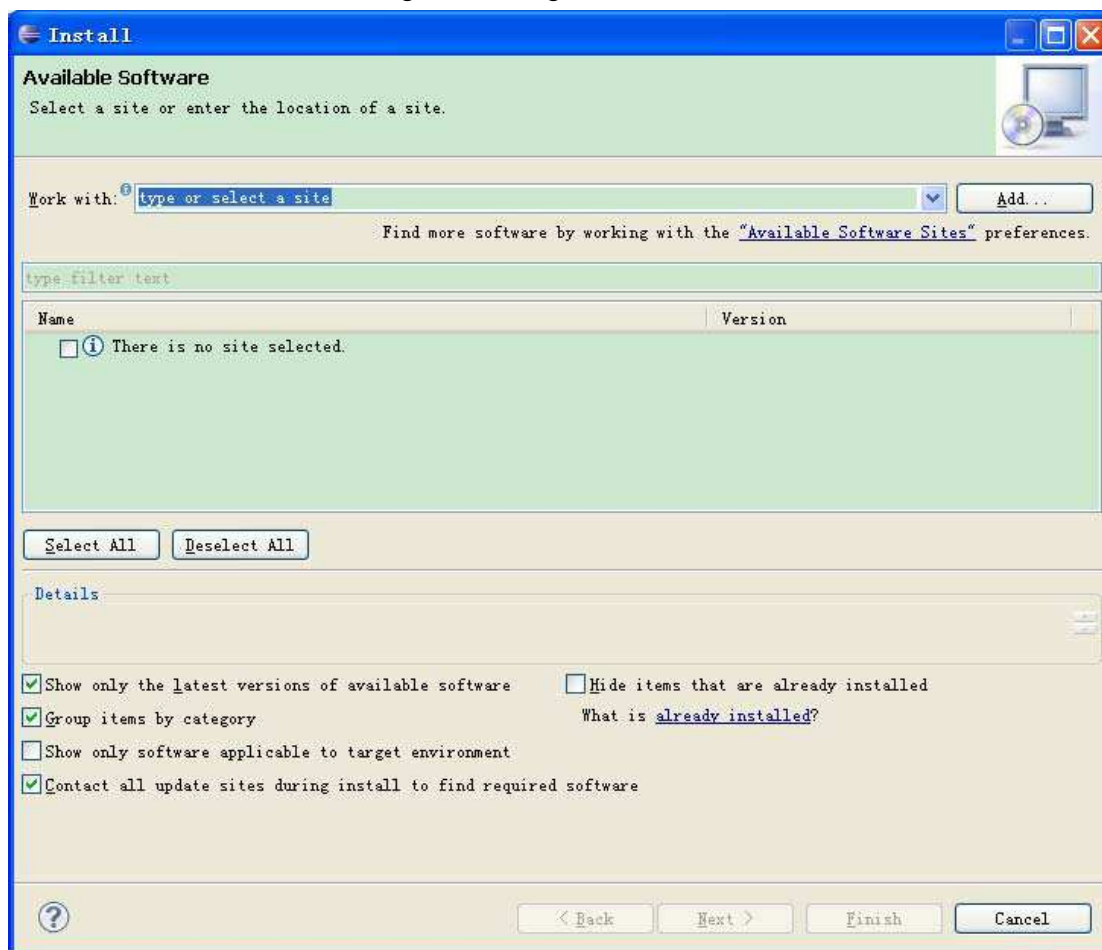 Install
Available Software
Select a site or enter the location of a site.
Work with: type or select a site Add...
Find more software by working with the "Available Software Sites" preferences.
type filter text
Name Version
There is no site selected.
Select All Deselect All
Details
Show only the latest versions of available software Hide items that are already installed
Group items by category What is already installed?
Show only software applicable to target environment
Contact all update sites during install to find required software
< Back Next > Finish Cancel